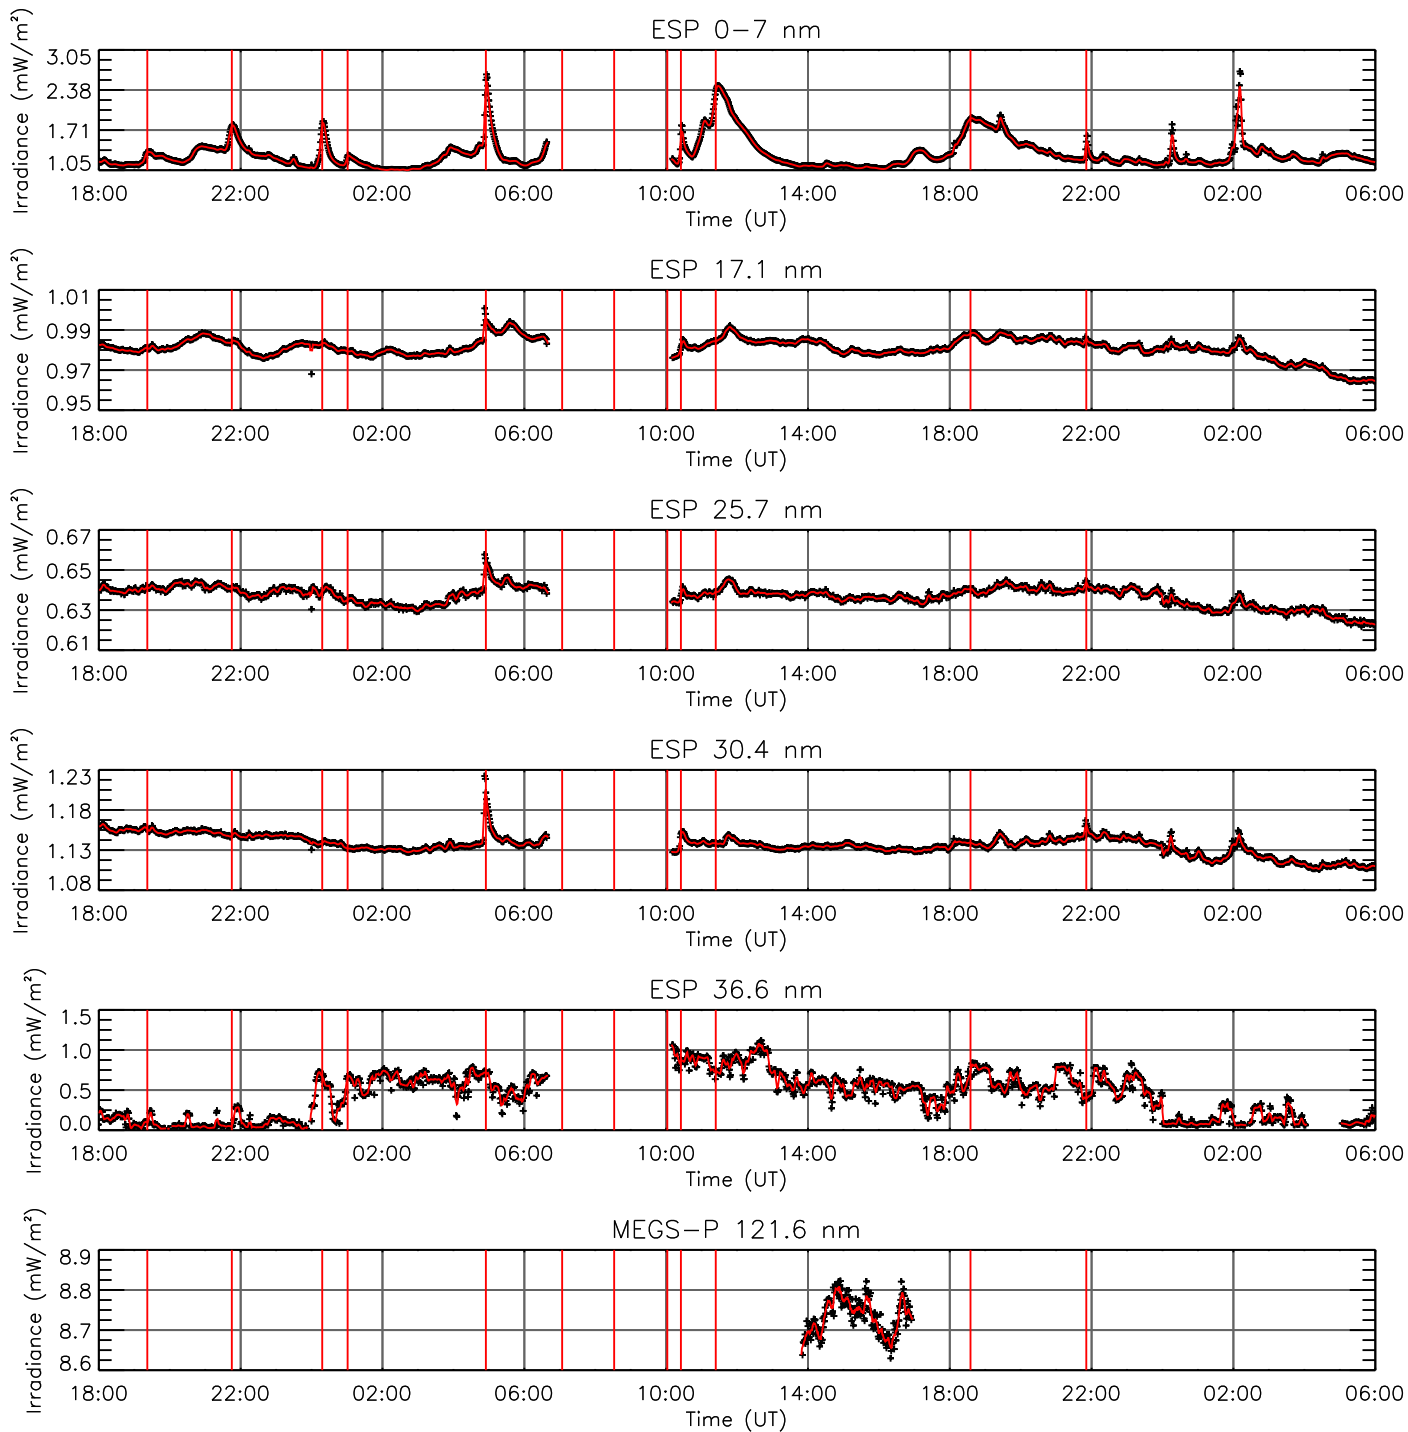 ESP 0-7 nm
Irradiance (mW/m²)
3.05
2.38
1.71
1.05
18:00 22:00 02:00 06:00 10:00 14:00 18:00 22:00 02:00 06:00
Time (UT)
ESP 17.1 nm
Irradiance (mW/m²)
1.01
0.99
0.97
0.95
18:00 22:00 02:00 06:00 10:00 14:00 18:00 22:00 02:00 06:00
Time (UT)
ESP 25.7 nm
Irradiance (mW/m²)
0.67
0.65
0.63
0.61
18:00 22:00 02:00 06:00 10:00 14:00 18:00 22:00 02:00 06:00
Time (UT)
ESP 30.4 nm
Irradiance (mW/m²)
1.23
1.18
1.13
1.08
18:00 22:00 02:00 06:00 10:00 14:00 18:00 22:00 02:00 06:00
Time (UT)
ESP 36.6 nm
Irradiance (mW/m²)
1.5
1.0
0.5
0.0
18:00 22:00 02:00 06:00 10:00 14:00 18:00 22:00 02:00 06:00
Time (UT)
MEGS-P 121.6 nm
Irradiance (mW/m²)
8.9
8.8
8.7
8.6
18:00 22:00 02:00 06:00 10:00 14:00 18:00 22:00 02:00 06:00
Time (UT)